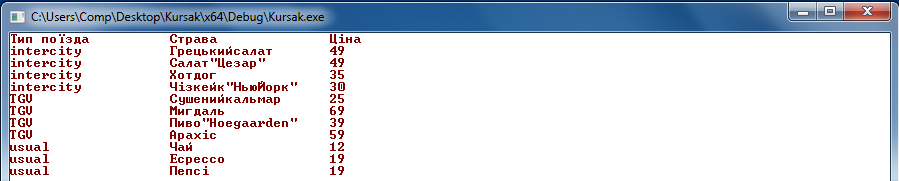 C:\Users\Comp\Desktop\Kursak\x64\Debug\Kursak.exe
Тип поїзда Страва Ціна
intercity Грецькийсалат 49
intercity Салат"Цезар" 49
intercity Хотдог 35
intercity Чізкейк"НьюЙорк" 30
TGV Сушенийкальмар 25
TGV Мигдаль 69
TGV Пиво"Hoegaarden" 39
TGV Арахіс 59
usual Чай 12
usual Еспрессо 19
usual Пепсі 19